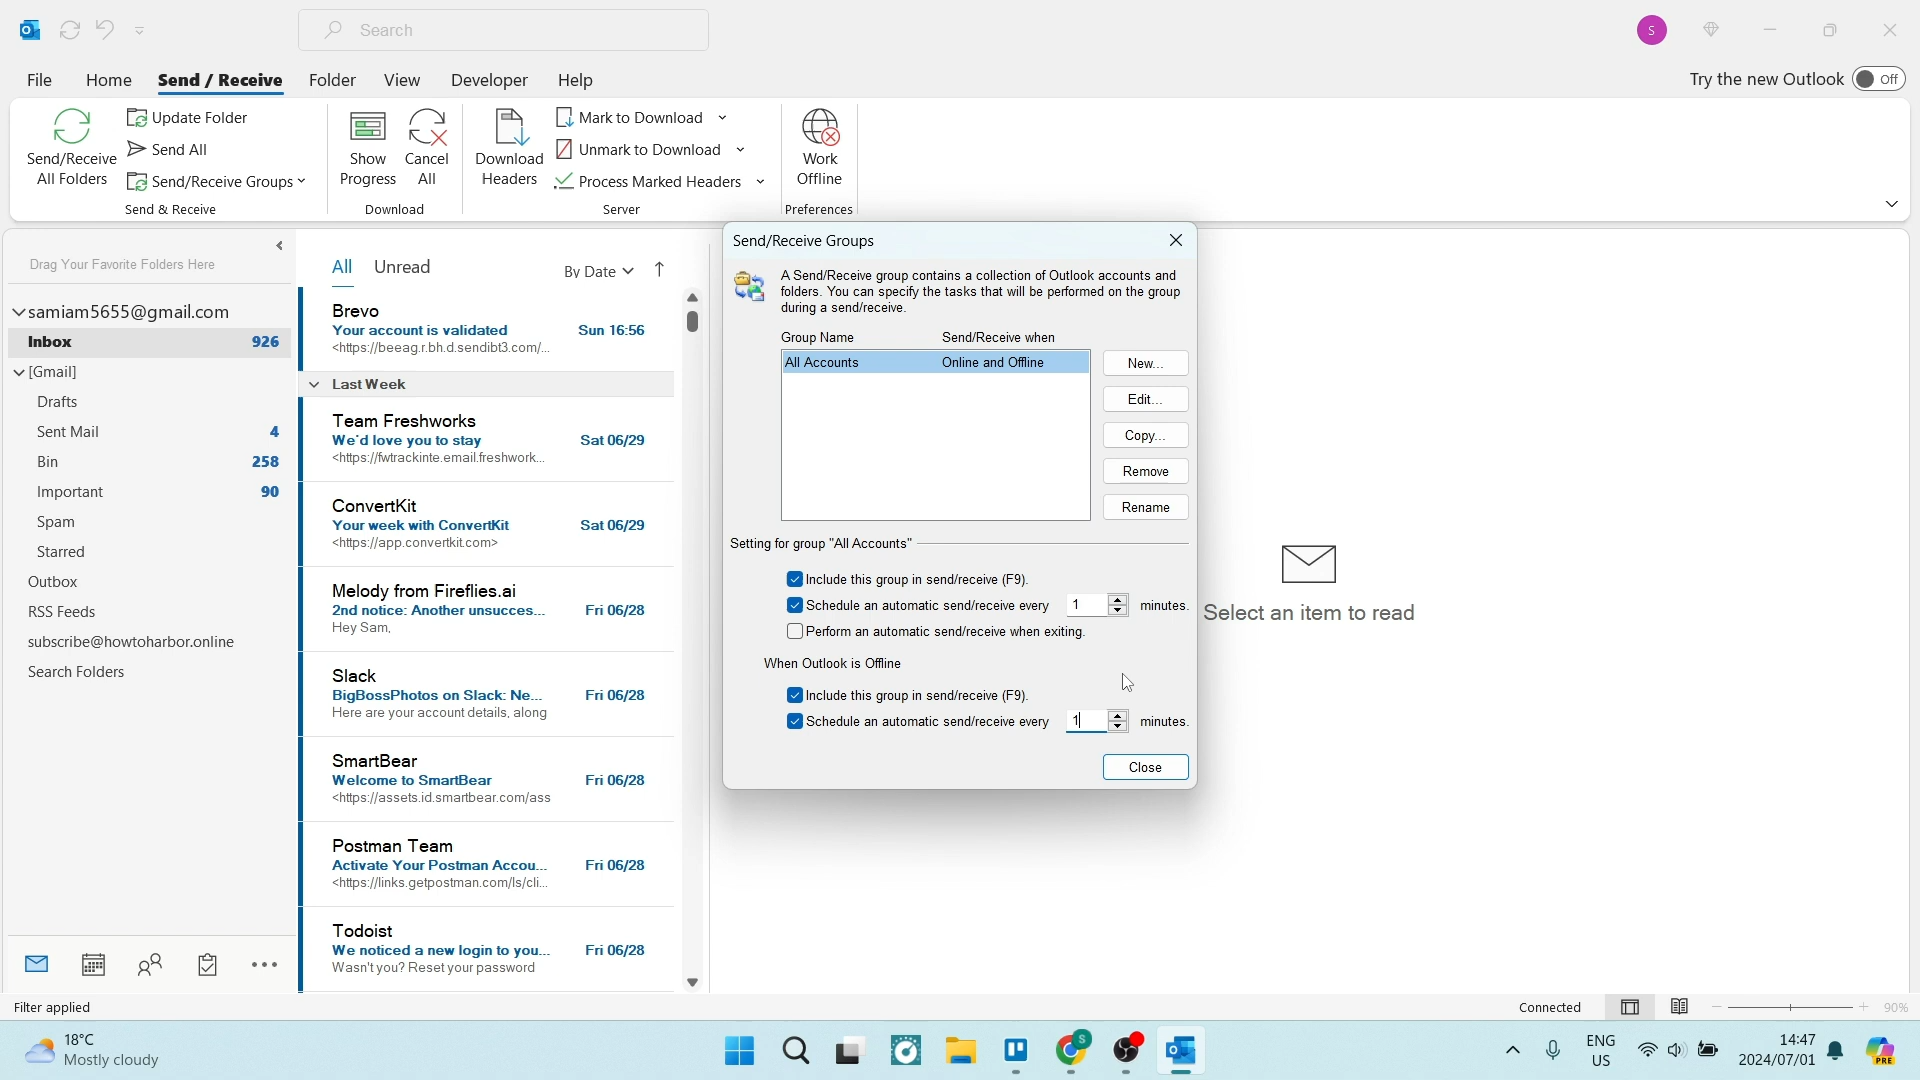 Search
S
File Home Send / Receive Folder View Developer Help
Try the new Outlook Off
Send/Receive
All Folders
Update Folder
Send All
Send/Receive Groups
Send & Receive
Show
Progress
Cancel
All
Download
Download
Headers
Mark to Download
Unmark to Download
Process Marked Headers
Server
Work
Offline
Preferences
Drag Your Favorite Folders Here
samiam5655@gmail.com
Inbox 926
[Gmail]
Drafts
Sent Mail 4
Bin 258
Important 90
Spam
Starred
Outbox
RSS Feeds
subscribe@howtoharbor.online
Search Folders
All Unread By Date
Brevo
Your account is validated Sun 16:56
<https://beeag.r.bh.d.sendibt3.com/...
Last Week
Team Freshworks
We'd love you to stay Sat 06/29
<https://fwtrackinte.email.freshwork...
ConvertKit
Your week with ConvertKit Sat 06/29
<https://app.convertkit.com>
Melody from Fireflies.ai
2nd notice: Another unsucces... Fri 06/28
Hey Sam,
Slack
BigBossPhotos on Slack: Ne... Fri 06/28
Here are your account details, along
SmartBear
Welcome to SmartBear Fri 06/28
<https://assets.id.smartbear.com/ass
Postman Team
Activate Your Postman Accou... Fri 06/28
<https://links.getpostman.com/ls/cli...
Todoist
We noticed a new login to you... Fri 06/28
Wasn't you? Reset your password
Send/Receive Groups
A Send/Receive group contains a collection of Outlook accounts and
folders. You can specify the tasks that will be performed on the group
during a send/receive.
Group Name Send/Receive when
All Accounts Online and Offline
New...
Edit...
Copy...
Remove
Rename
Setting for group "All Accounts"
Include this group in send/receive (F9).
Schedule an automatic send/receive every 1 minutes.
Perform an automatic send/receive when exiting.
When Outlook is Offline
Include this group in send/receive (F9).
Schedule an automatic send/receive every 1 minutes.
Close
Select an item to read
Filter applied
Connected
90%
18°C
Mostly cloudy
S
ENG
US
14:47
2024/07/01
PRE